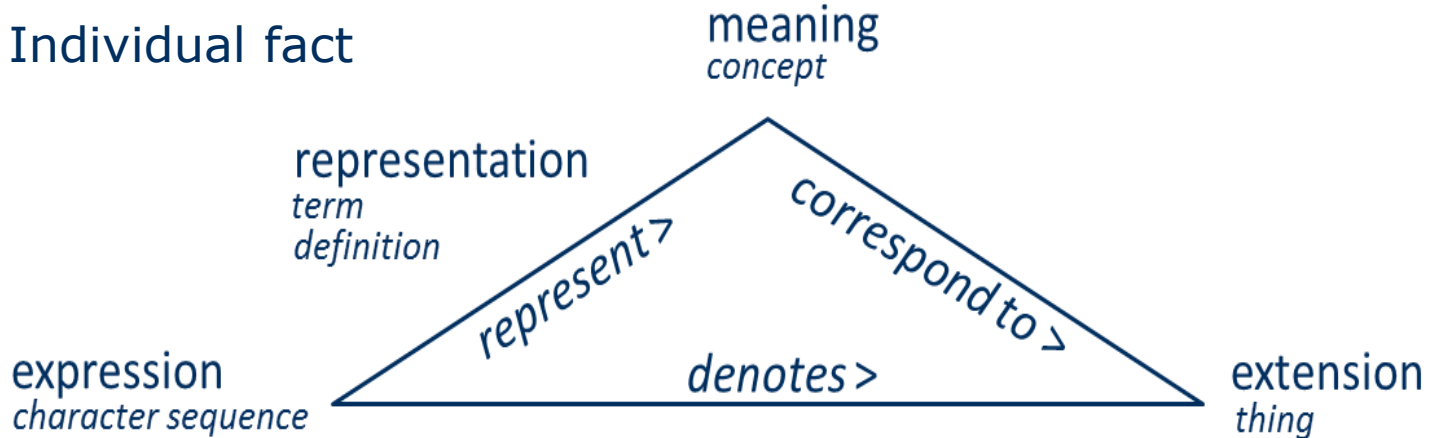 Individual fact
meaning
concept
representation
term
definition
represent >
correspond to >
expression
character sequence
denotes >
extension
thing